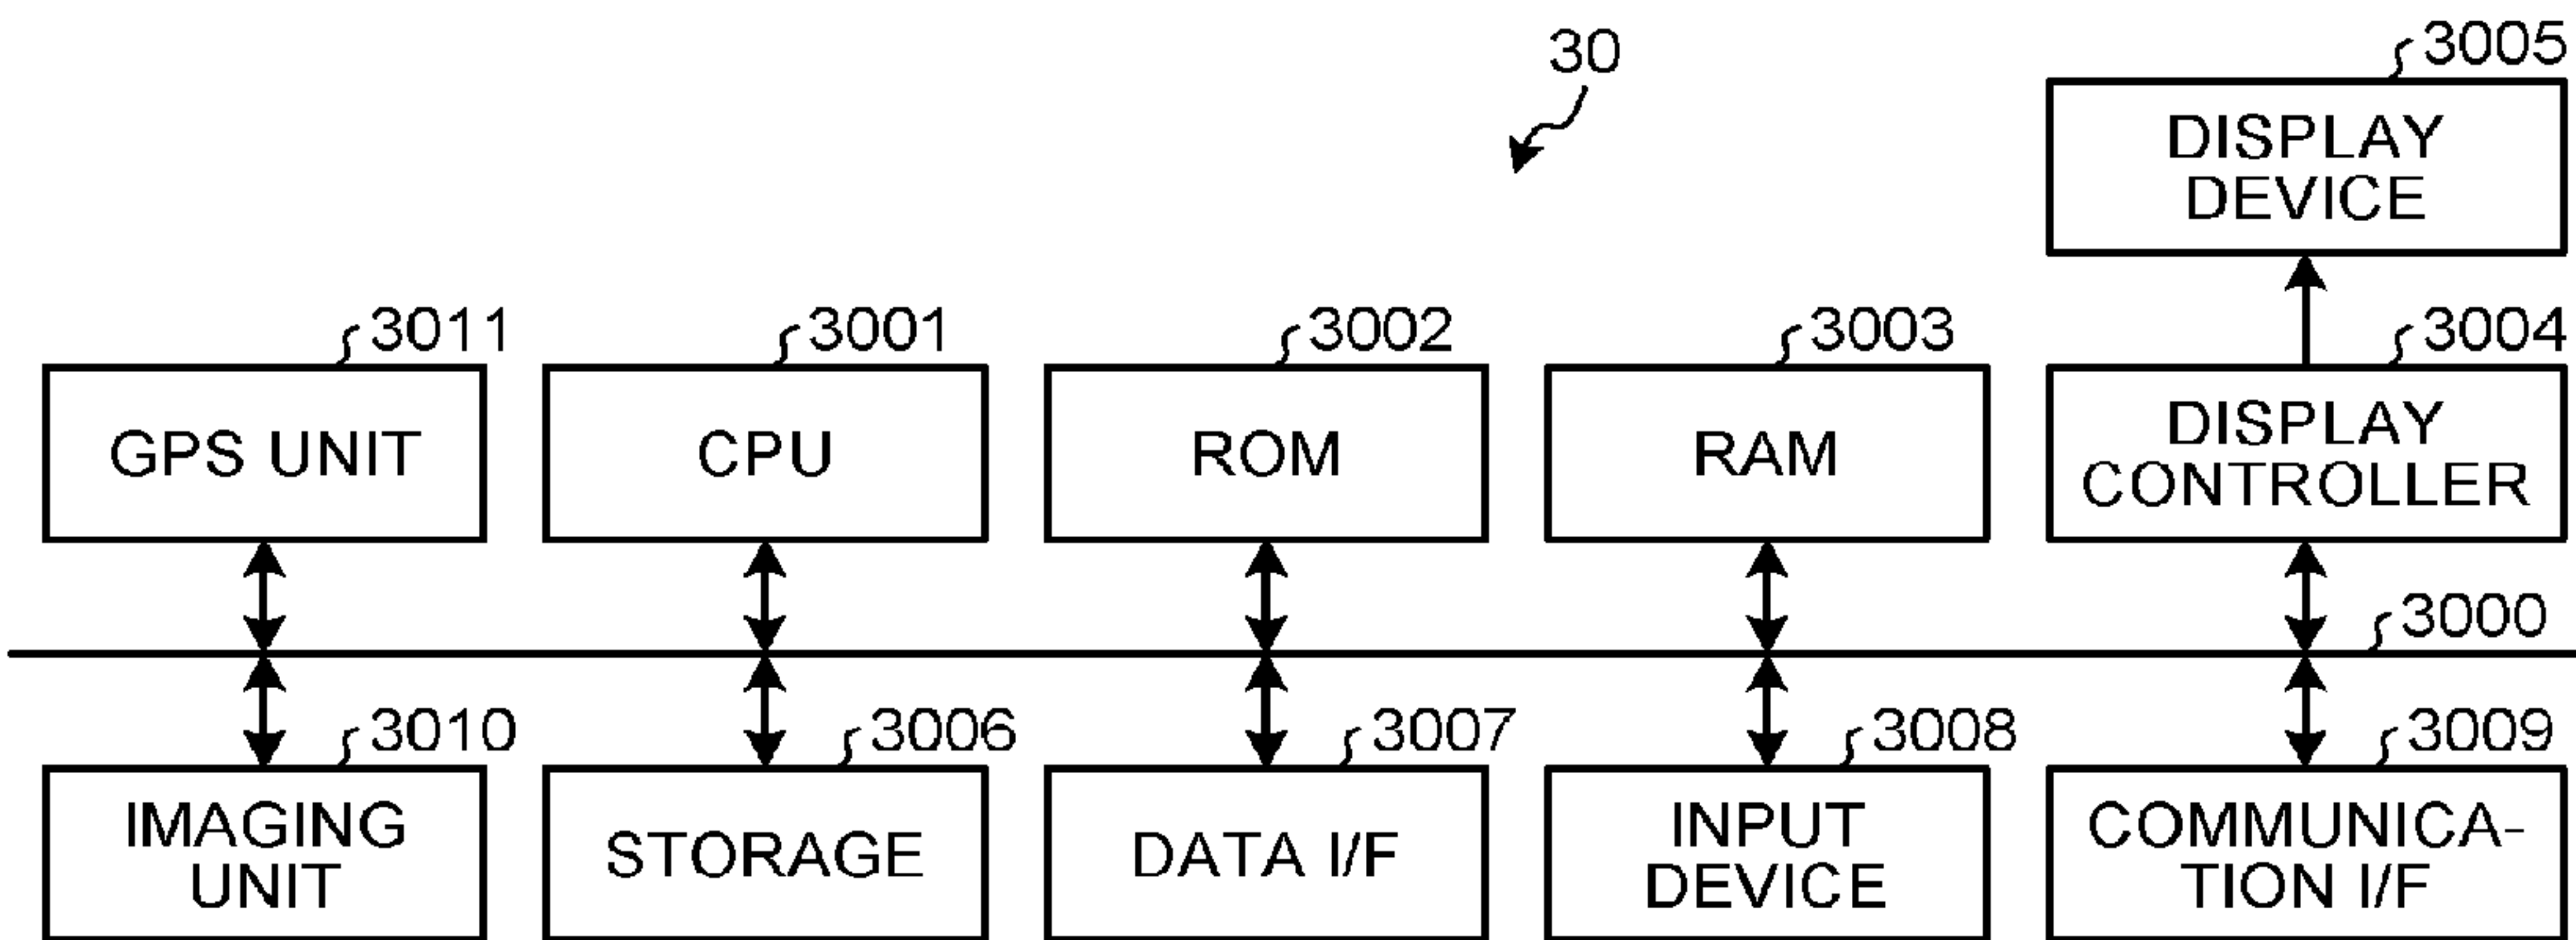 30
3005
DISPLAY
DEVICE
3011
3001
3002
3003
3004
GPS UNIT
CPU
ROM
RAM
DISPLAY
CONTROLLER
3000
3010
3006
3007
3008
3009
IMAGING
UNIT
STORAGE
DATA I/F
INPUT
DEVICE
COMMUNICA-
TION I/F